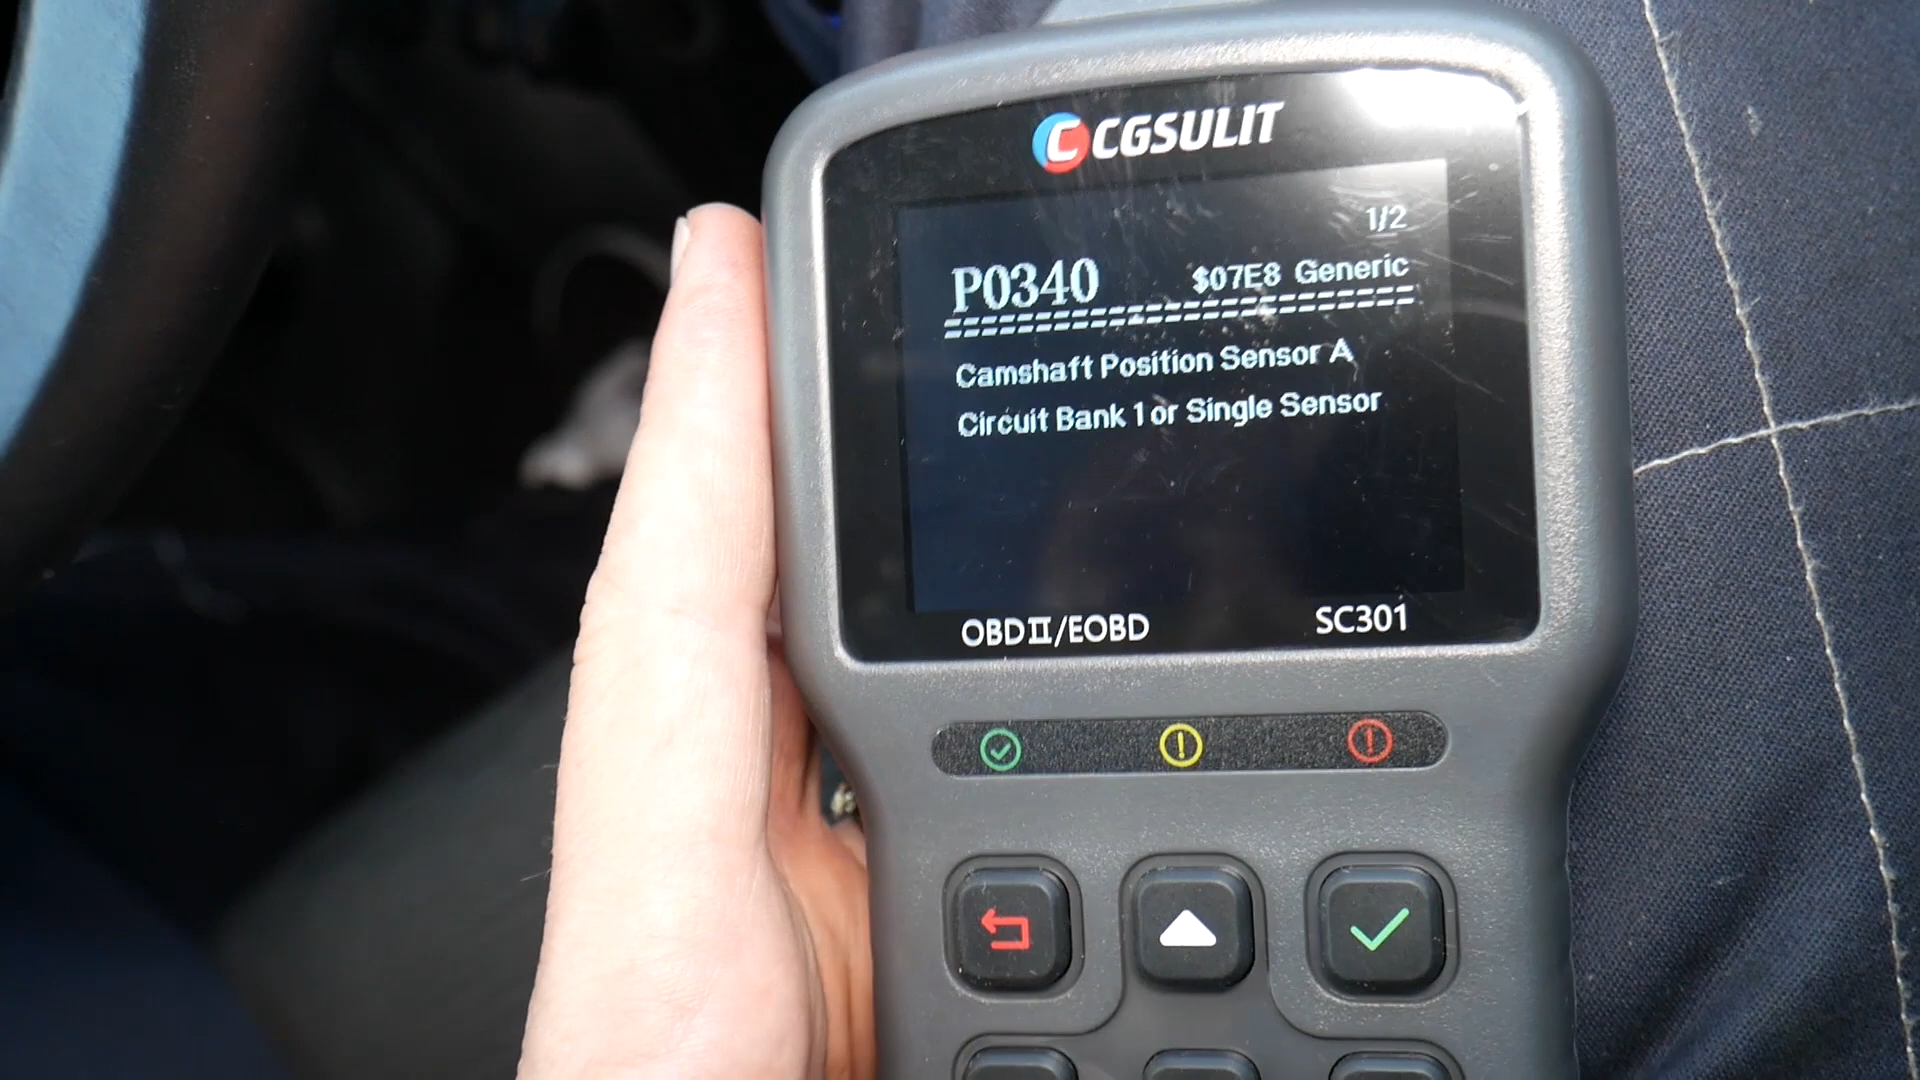 CGSULIT
1/2
P0340 $07E8 Generic
Camshaft Position Sensor A
Circuit Bank 1 or Single Sensor
OBDII/EOBD SC301